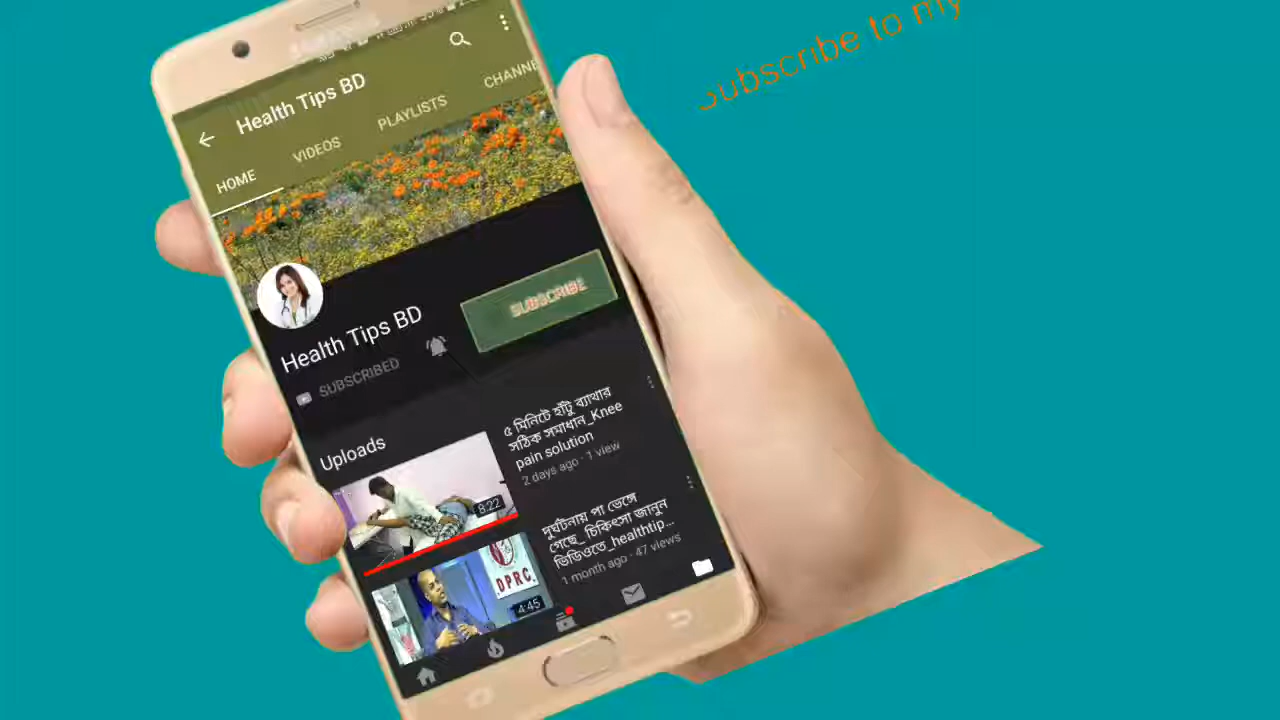 Subscribe to my
Health Tips BD
HOME
VIDEOS
PLAYLISTS
CHANNE
SUBSCRIBE
Health Tips BD
SUBSCRIBED
Uploads
৫ মিনিটে হাঁটু ব্যাথার
সঠিক সমাধান_Knee
pain solution
2 days ago · 1 view
8:22
দুর্ঘটনায় পা ভেঙ্গে
গেছে_ চিকিৎসা জানুন
ভিডিওতে_healthtip...
1 month ago · 47 views
DPRC
4:45